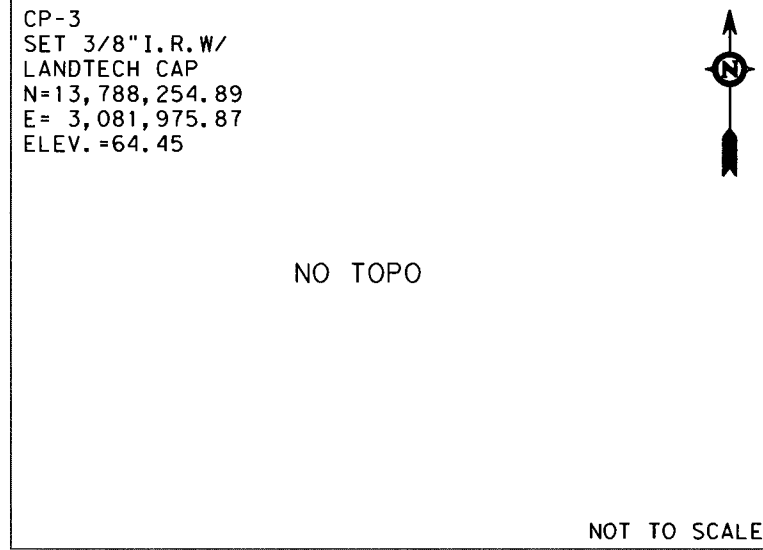 CP-3
SET 3/8"I.R.W/
LANDTECH CAP
N=13,788,254.89
E= 3,081,975.87
ELEV.=64.45
N
NO TOPO
NOT TO SCALE